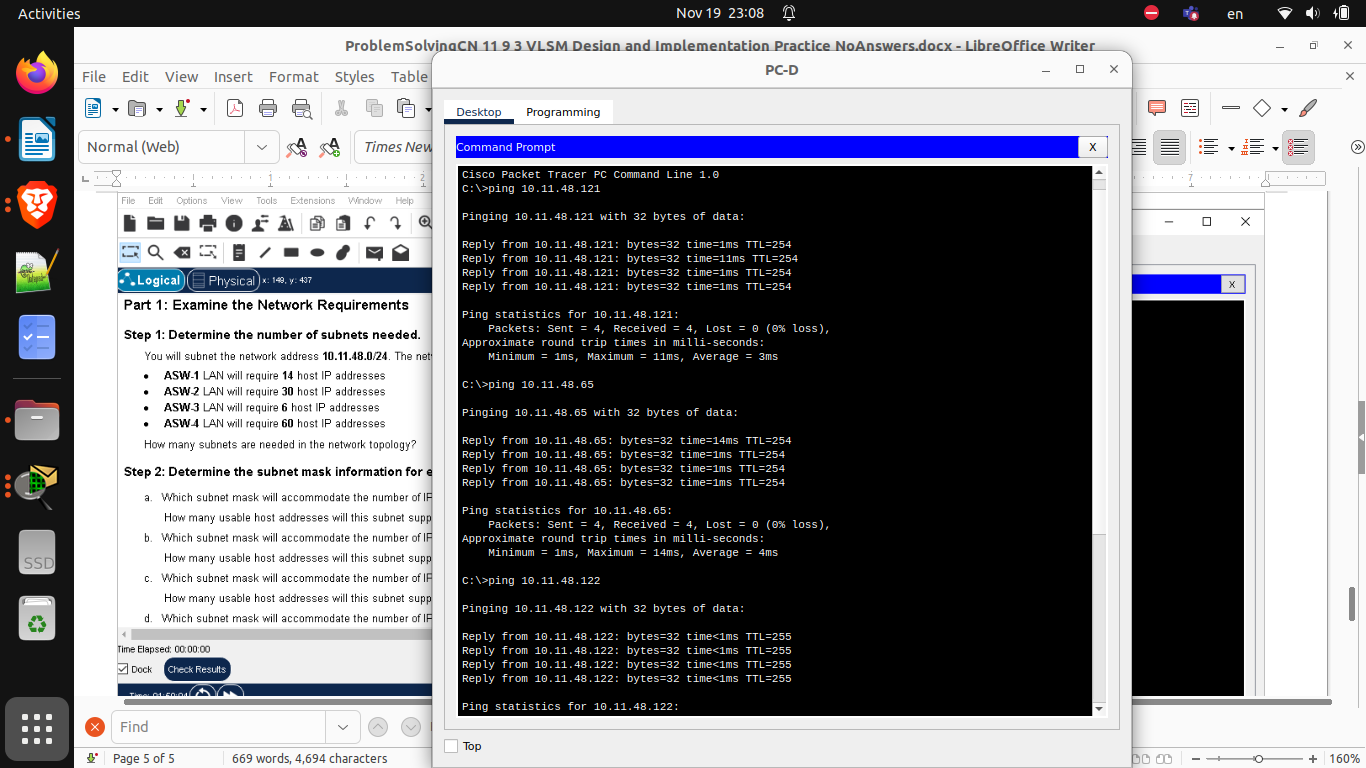 Activities
Nov 19 23:08
en
ProblemSolvingCN 11 9 3 VLSM Design and Implementation Practice NoAnswers.docx - LibreOffice Writer
File Edit View Insert Format Styles Table
Normal (Web)
Times New
PC-D
Desktop Programming
Command Prompt
X
Cisco Packet Tracer PC Command Line 1.0
C:\>ping 10.11.48.121
Pinging 10.11.48.121 with 32 bytes of data:
Reply from 10.11.48.121: bytes=32 time=1ms TTL=254
Reply from 10.11.48.121: bytes=32 time=11ms TTL=254
Reply from 10.11.48.121: bytes=32 time=1ms TTL=254
Reply from 10.11.48.121: bytes=32 time=1ms TTL=254
Ping statistics for 10.11.48.121:
Packets: Sent = 4, Received = 4, Lost = 0 (0% loss),
Approximate round trip times in milli-seconds:
Minimum = 1ms, Maximum = 11ms, Average = 3ms
C:\>ping 10.11.48.65
Pinging 10.11.48.65 with 32 bytes of data:
Reply from 10.11.48.65: bytes=32 time=14ms TTL=254
Reply from 10.11.48.65: bytes=32 time=1ms TTL=254
Reply from 10.11.48.65: bytes=32 time=1ms TTL=254
Reply from 10.11.48.65: bytes=32 time=1ms TTL=254
Ping statistics for 10.11.48.65:
Packets: Sent = 4, Received = 4, Lost = 0 (0% loss),
Approximate round trip times in milli-seconds:
Minimum = 1ms, Maximum = 14ms, Average = 4ms
C:\>ping 10.11.48.122
Pinging 10.11.48.122 with 32 bytes of data:
Reply from 10.11.48.122: bytes=32 time<1ms TTL=255
Reply from 10.11.48.122: bytes=32 time<1ms TTL=255
Reply from 10.11.48.122: bytes=32 time<1ms TTL=255
Reply from 10.11.48.122: bytes=32 time<1ms TTL=255
Ping statistics for 10.11.48.122:
Top
File Edit Options View Tools Extensions Window Help
Logical Physical x: 149, y: 437
Part 1: Examine the Network Requirements
Step 1: Determine the number of subnets needed.
You will subnet the network address 10.11.48.0/24. The net
• ASW-1 LAN will require 14 host IP addresses
• ASW-2 LAN will require 30 host IP addresses
• ASW-3 LAN will require 6 host IP addresses
• ASW-4 LAN will require 60 host IP addresses
How many subnets are needed in the network topology?
Step 2: Determine the subnet mask information for e
a. Which subnet mask will accommodate the number of IP
How many usable host addresses will this subnet supp
b. Which subnet mask will accommodate the number of IP
How many usable host addresses will this subnet supp
c. Which subnet mask will accommodate the number of IP
How many usable host addresses will this subnet supp
d. Which subnet mask will accommodate the number of IP
Time Elapsed: 00:00:00
Dock Check Results
X
SSD
Find
Page 5 of 5
669 words, 4,694 characters
160%